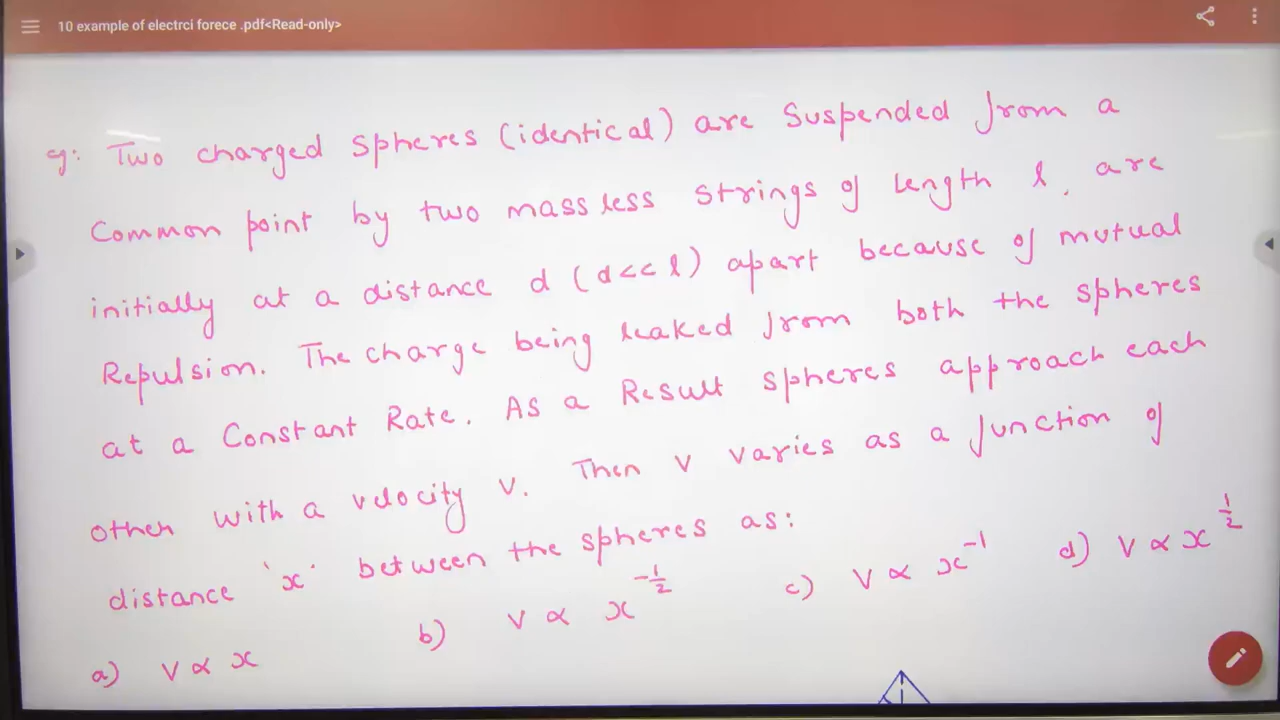 10 example of electrci forece .pdf<Read-only>
g: Two charged spheres (identical) are suspended from a
Common point by two mass less strings of length l, are
initially at a distance d (d<<l) apart because of mutual
Repulsion. The charge being leaked from both the spheres
at a Constant Rate. As a Result spheres approach each
other with a velocity v. Then v varies as a function of
distance 'x' between the spheres as:
a) v ∝ x b) v ∝ x^{-1/2} c) v ∝ x^{-1} d) v ∝ x^{1/2}